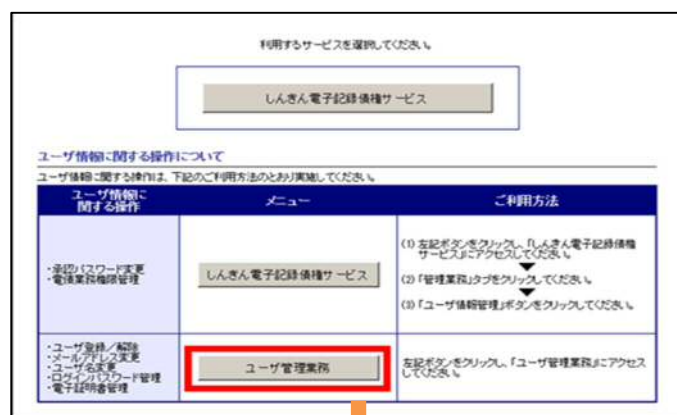 利用するサービスを選択してください。
しんきん電子記録債権サービス
ユーザ情報に関する操作について
ユーザ情報に関する操作は、下記のご利用方法のとおり実施してください。
ユーザ情報に
関する操作
メニュー
ご利用方法
・承認パスワード変更
・電債業務権限管理
しんきん電子記録債権サービス
(1) 左記ボタンをクリックし、「しんきん電子記録債権
サービス」にアクセスしてください。
(2) 「管理業務」タブをクリックしてください。
(3) 「ユーザ情報管理」ボタンをクリックしてください。
・ユーザ登録／解除
・メールアドレス変更
・ユーザ名変更
・ログインパスワード管理
・電子証明書管理
ユーザ管理業務
左記ボタンをクリックし、「ユーザ管理業務」にアクセス
してください。